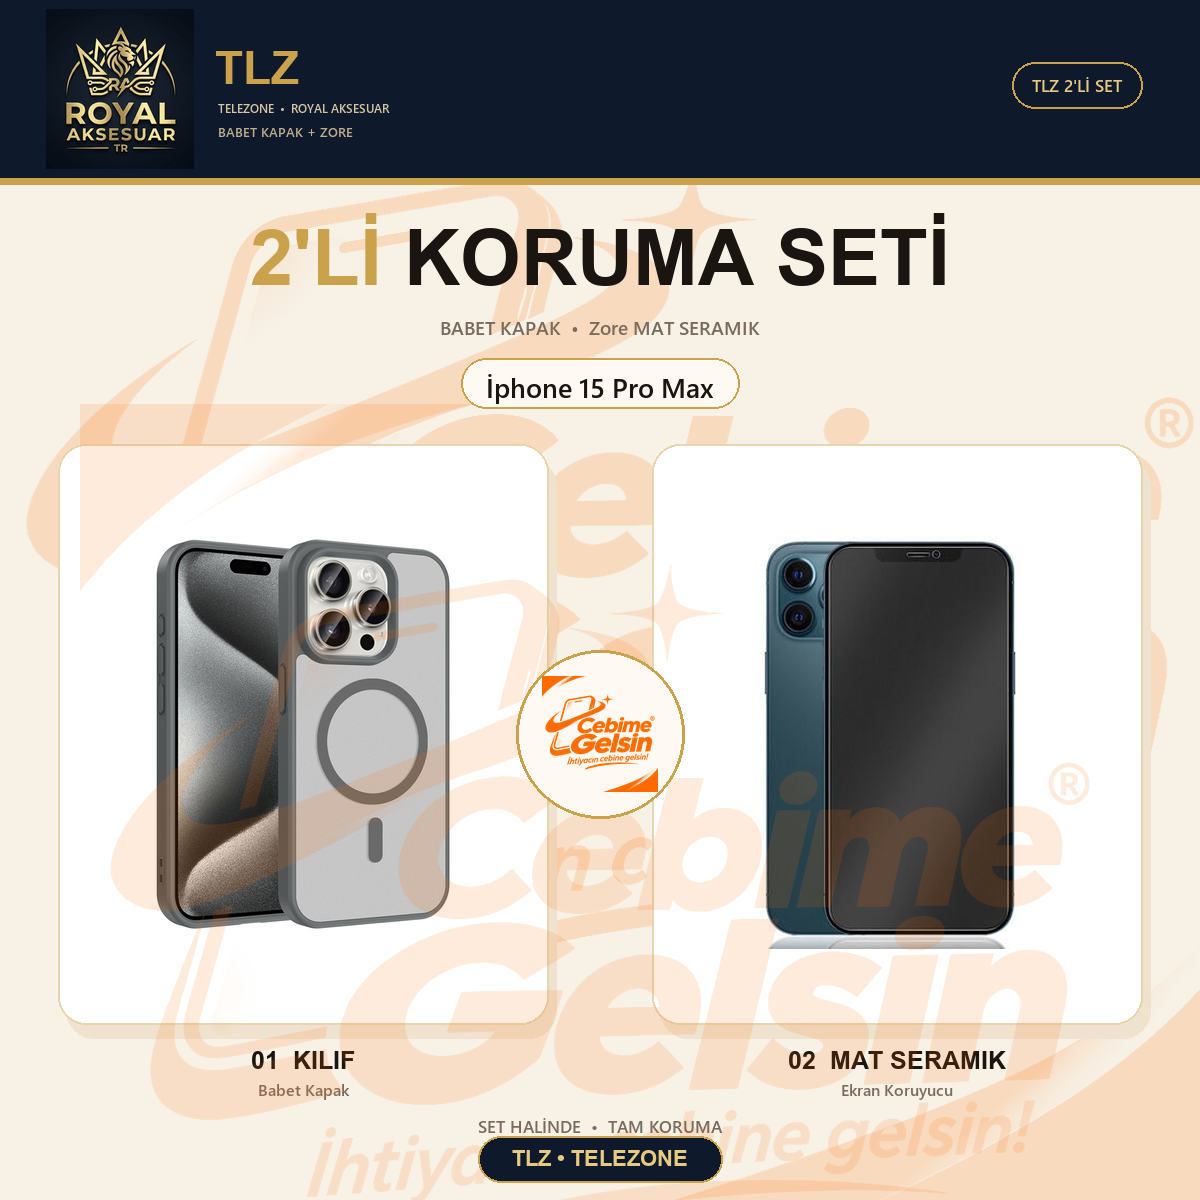 ROYAL
AKSESUAR
TR
TLZ
TELEZONE • ROYAL AKSESUAR
BABET KAPAK + ZORE
TLZ 2'Lİ SET
2'Lİ KORUMA SETİ
BABET KAPAK • Zore MAT SERAMIK
İphone 15 Pro Max
Cebime®
Gelsin
İhtiyacın cebine gelsin!
Cebime®
Gelsin
01 KILIF
Babet Kapak
02 MAT SERAMIK
Ekran Koruyucu
SET HALİNDE • TAM KORUMA
TLZ • TELEZONE